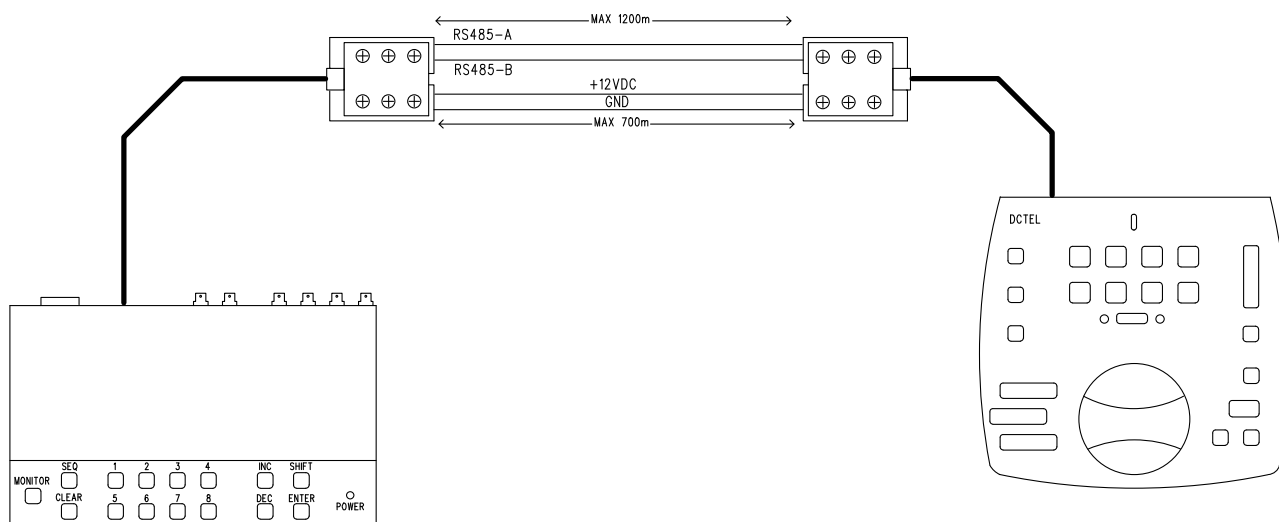 MAX 1200m
RS485-A
RS485-B
+12VDC
GND
MAX 700m
DCTEL
SEQ 1 2 3 4 INC SHIFT
MONITOR
CLEAR 5 6 7 8 DEC ENTER
POWER